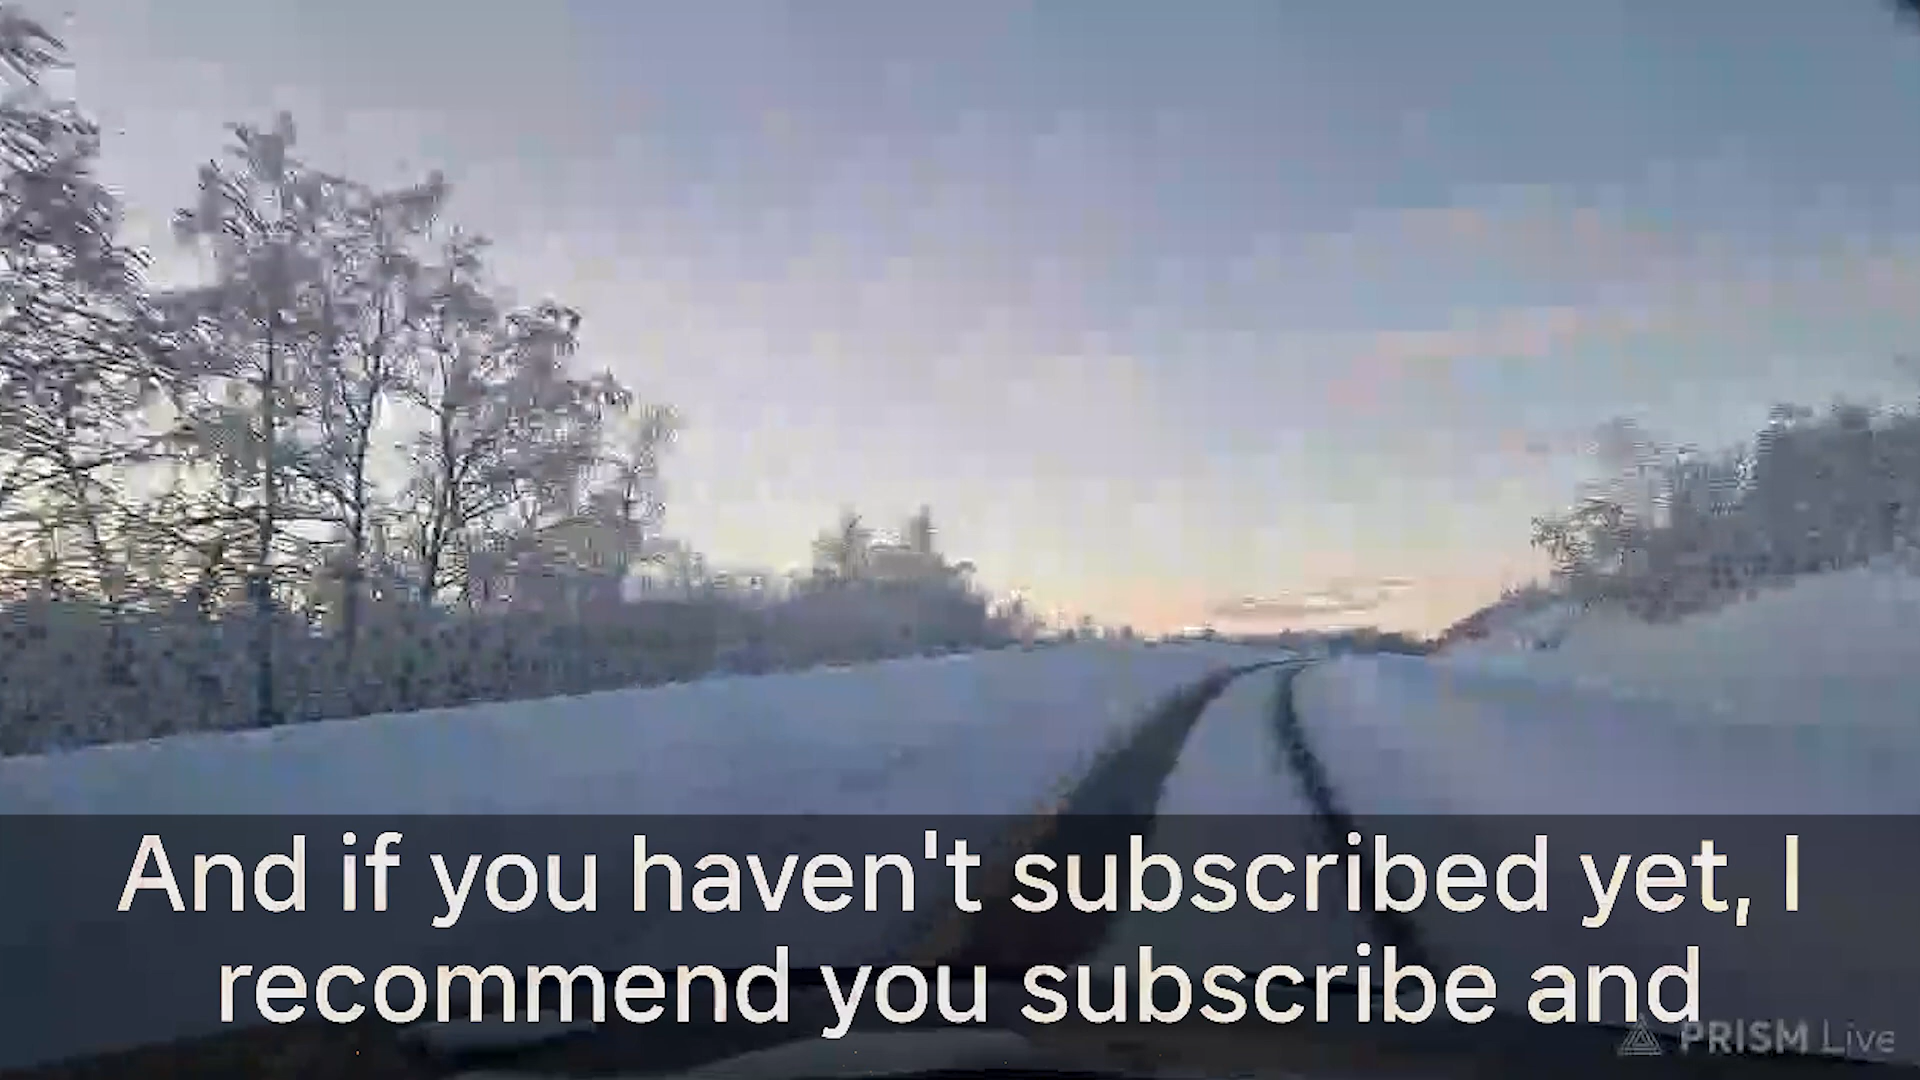 And if you haven't subscribed yet, I
recommend you subscribe and
PRISM Live